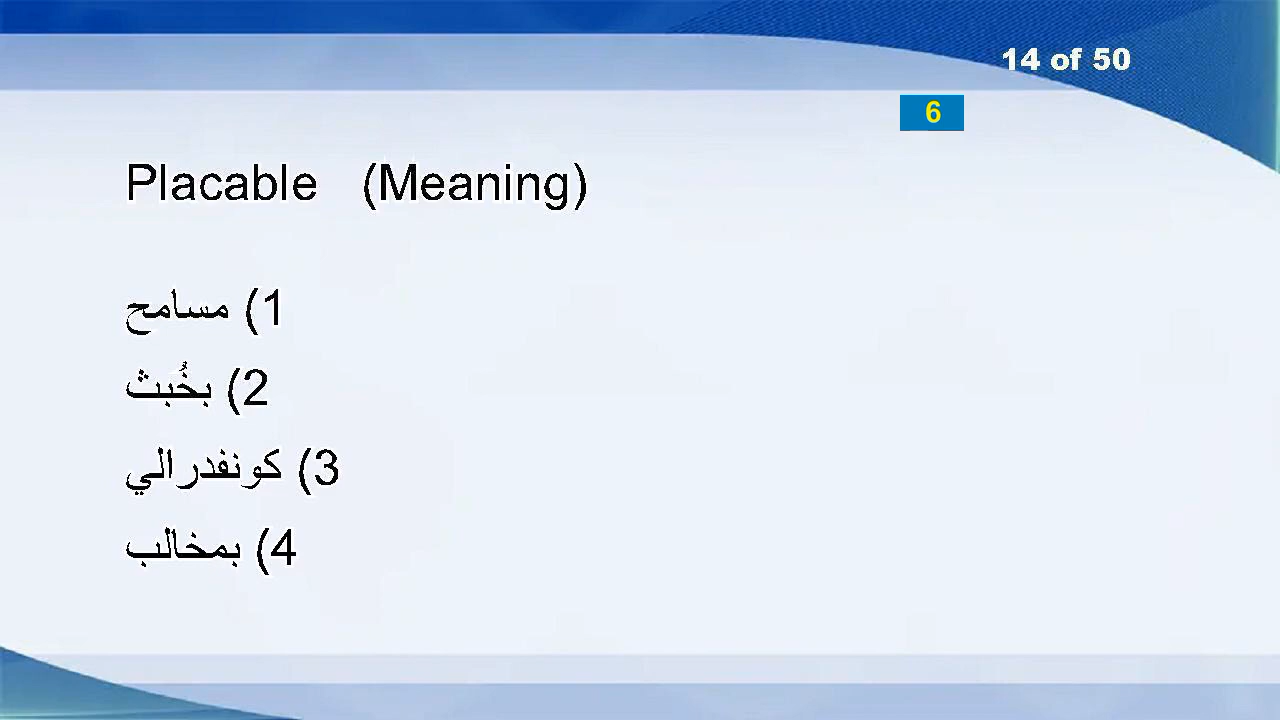 14 of 50
6
Placable (Meaning)
1) مسامح
2) بخُبث
3) كونفدرالي
4) بمخالب